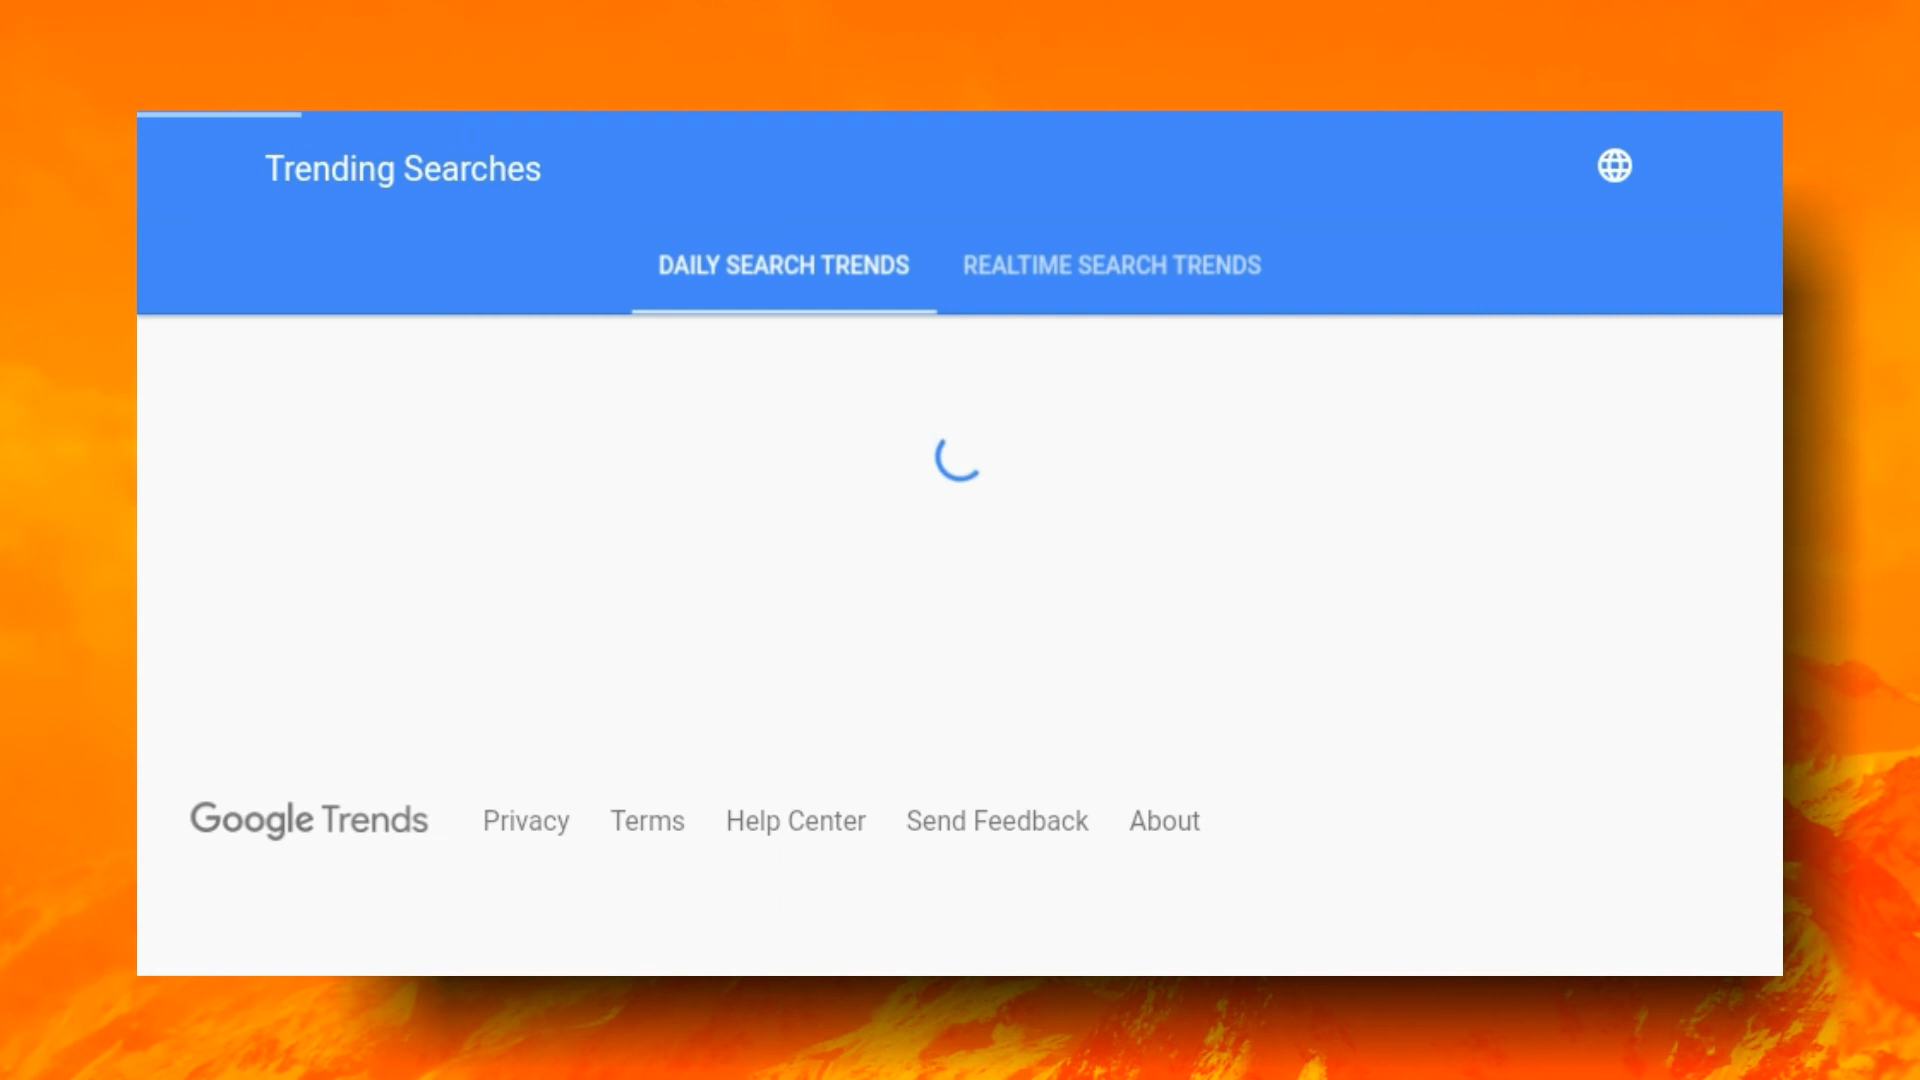 Trending Searches
DAILY SEARCH TRENDS REALTIME SEARCH TRENDS
Google Trends Privacy Terms Help Center Send Feedback About